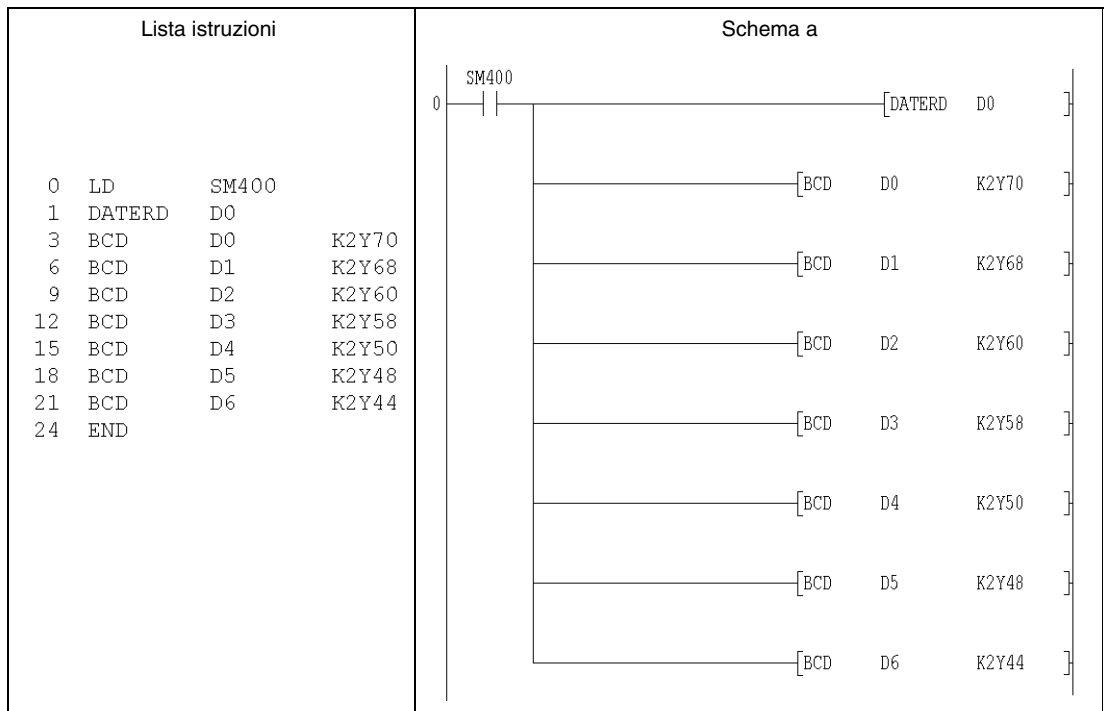 Lista istruzioni
0 LD SM400
1 DATERD D0
3 BCD D0 K2Y70
6 BCD D1 K2Y68
9 BCD D2 K2Y60
12 BCD D3 K2Y58
15 BCD D4 K2Y50
18 BCD D5 K2Y48
21 BCD D6 K2Y44
24 END
Schema a
SM400
0 [DATERD D0 ]
[BCD D0 K2Y70 ]
[BCD D1 K2Y68 ]
[BCD D2 K2Y60 ]
[BCD D3 K2Y58 ]
[BCD D4 K2Y50 ]
[BCD D5 K2Y48 ]
[BCD D6 K2Y44 ]